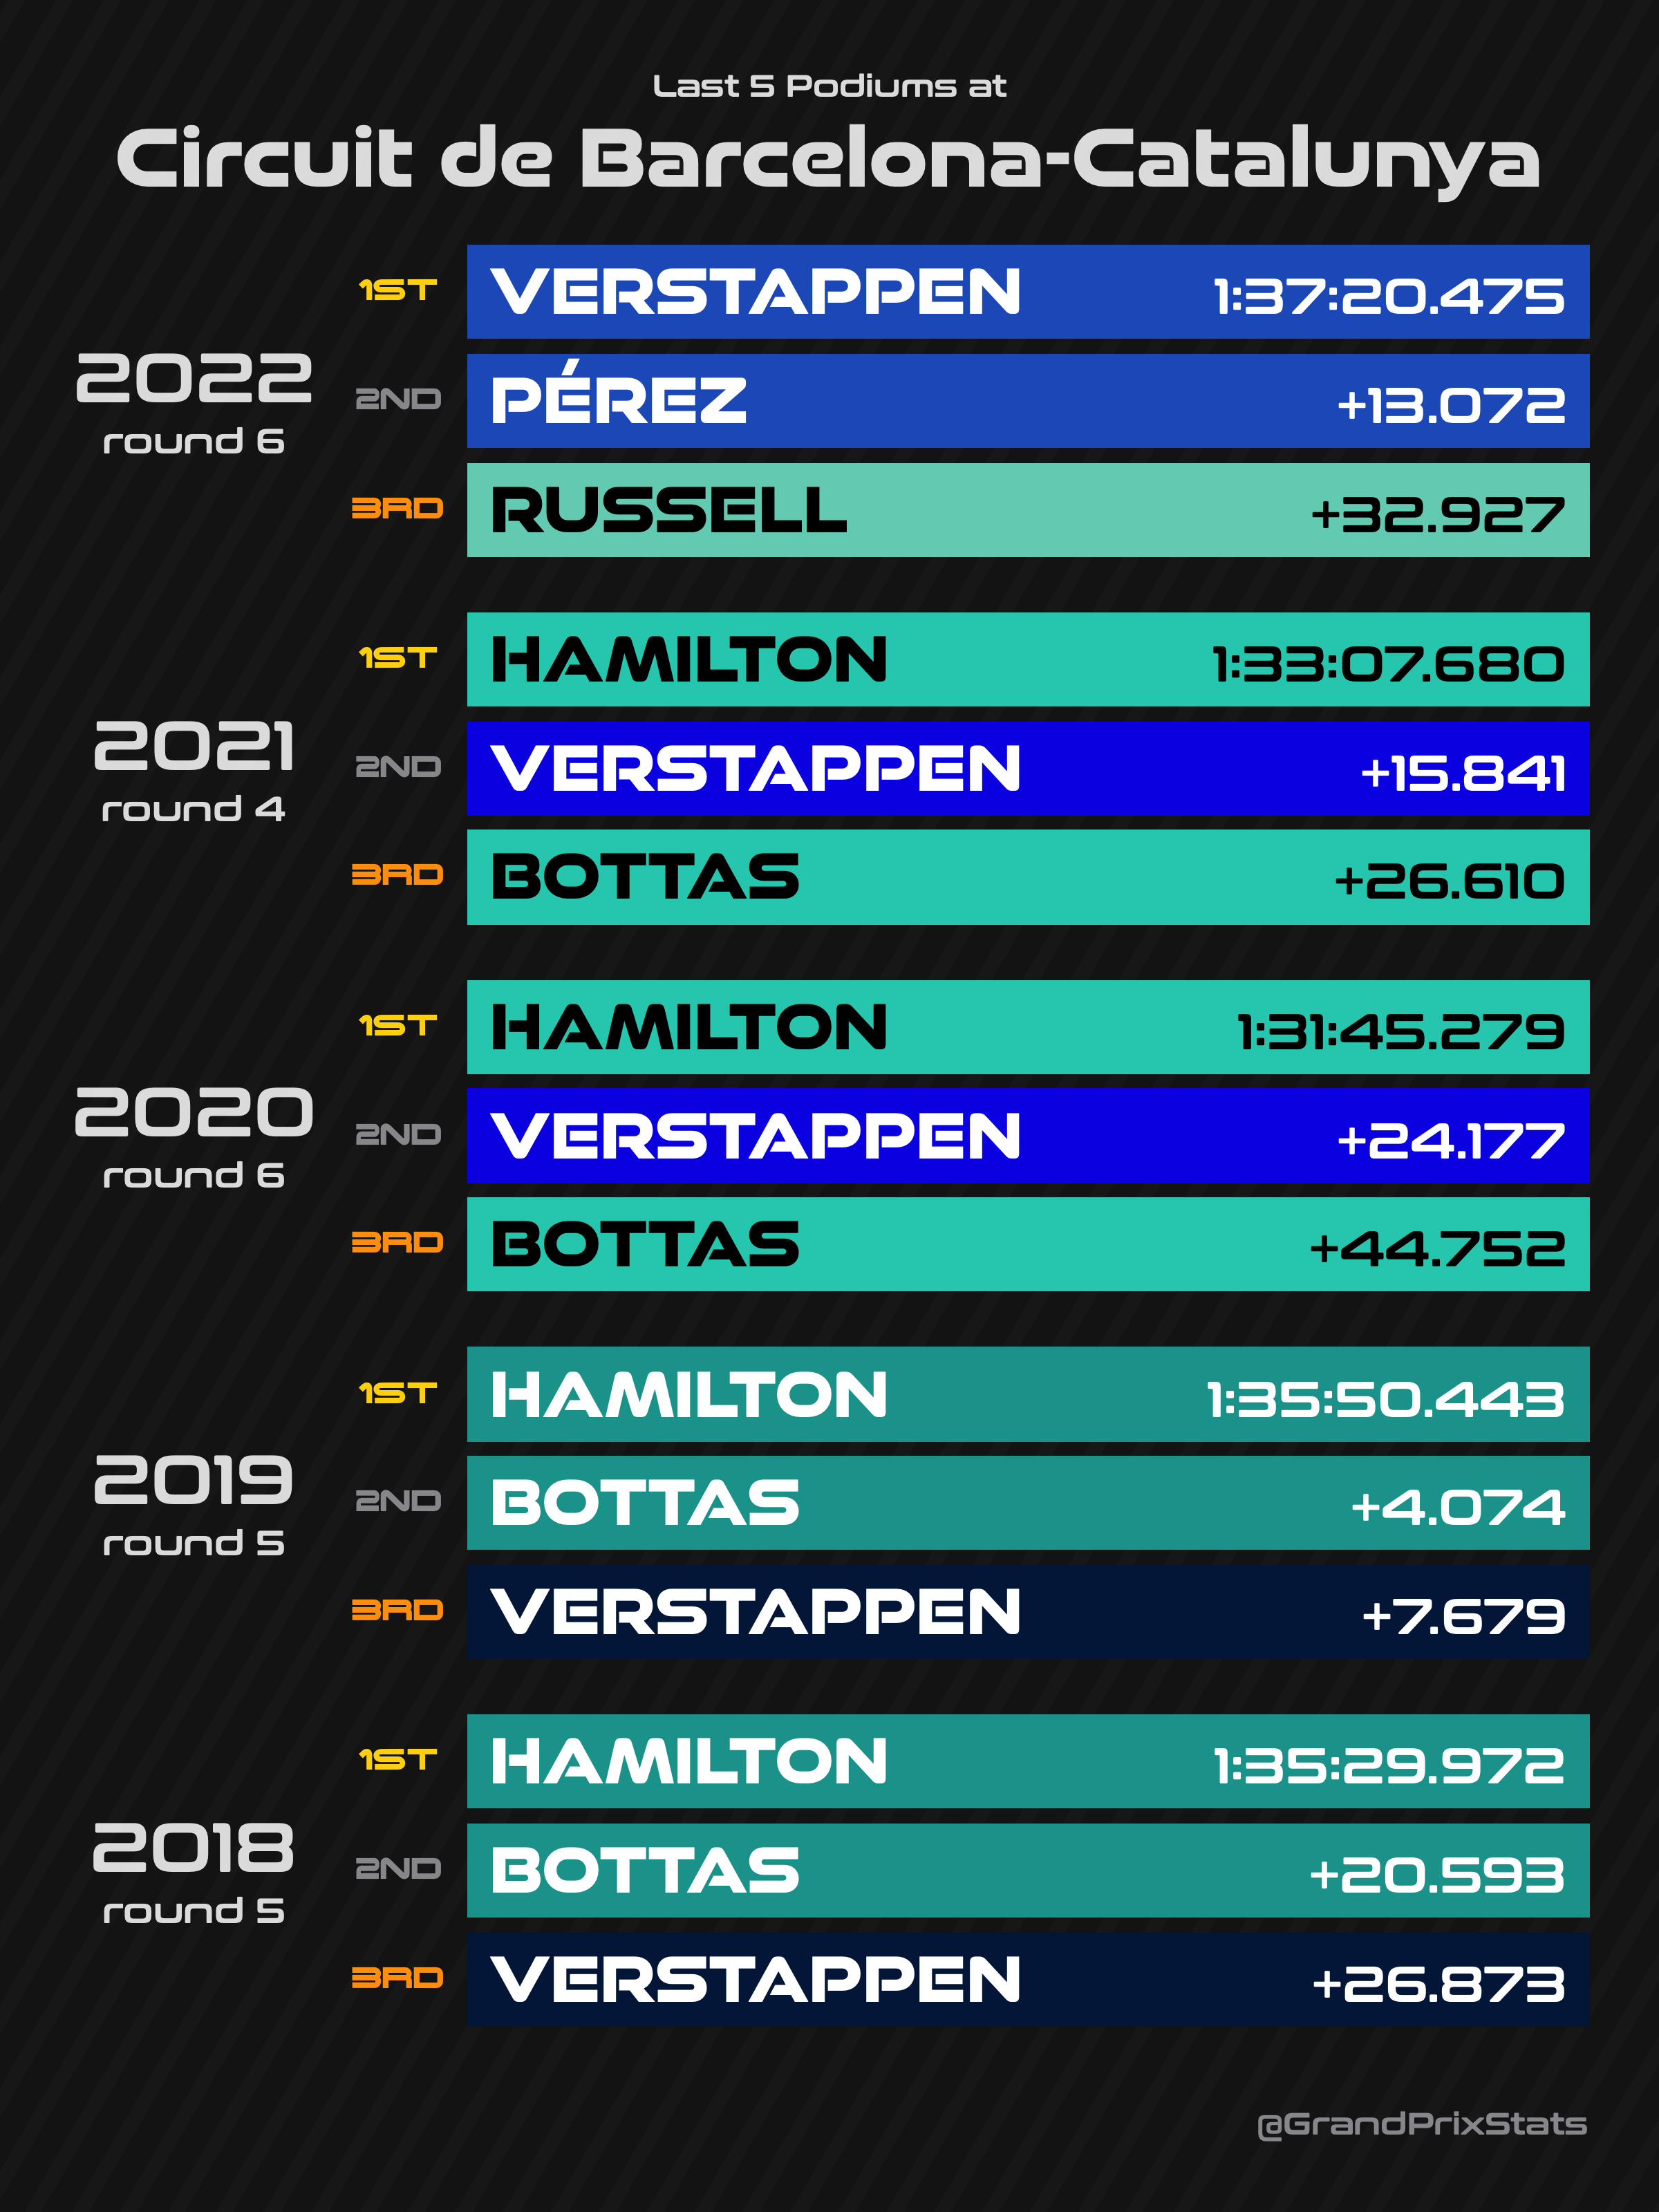 Last 5 Podiums at
Circuit de Barcelona-Catalunya
2022
round 6
1ST VERSTAPPEN 1:37:20.475
2ND PÉREZ +13.072
3RD RUSSELL +32.927
2021
round 4
1ST HAMILTON 1:33:07.680
2ND VERSTAPPEN +15.841
3RD BOTTAS +26.610
2020
round 6
1ST HAMILTON 1:31:45.279
2ND VERSTAPPEN +24.177
3RD BOTTAS +44.752
2019
round 5
1ST HAMILTON 1:35:50.443
2ND BOTTAS +4.074
3RD VERSTAPPEN +7.679
2018
round 5
1ST HAMILTON 1:35:29.972
2ND BOTTAS +20.593
3RD VERSTAPPEN +26.873
@GrandPrixStats